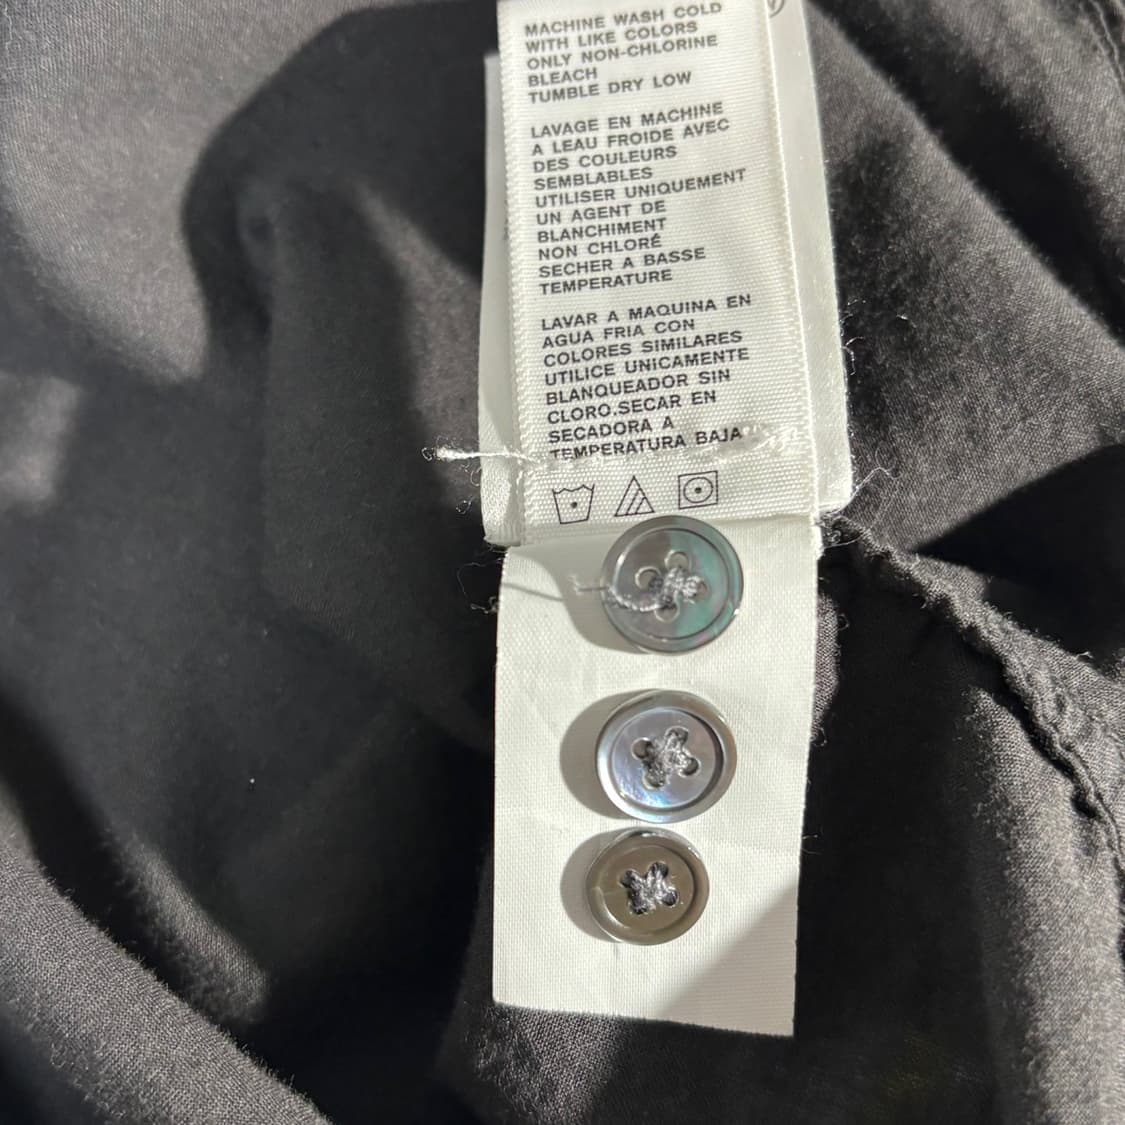 MACHINE WASH COLD
WITH LIKE COLORS
ONLY NON-CHLORINE
BLEACH
TUMBLE DRY LOW
LAVAGE EN MACHINE
A LEAU FROIDE AVEC
DES COULEURS
SEMBLABLES
UTILISER UNIQUEMENT
UN AGENT DE
BLANCHIMENT
NON CHLORÉ
SECHER A BASSE
TEMPERATURE
LAVAR A MAQUINA EN
AGUA FRIA CON
COLORES SIMILARES
UTILICE UNICAMENTE
BLANQUEADOR SIN
CLORO.SECAR EN
SECADORA A
TEMPERATURA BAJA